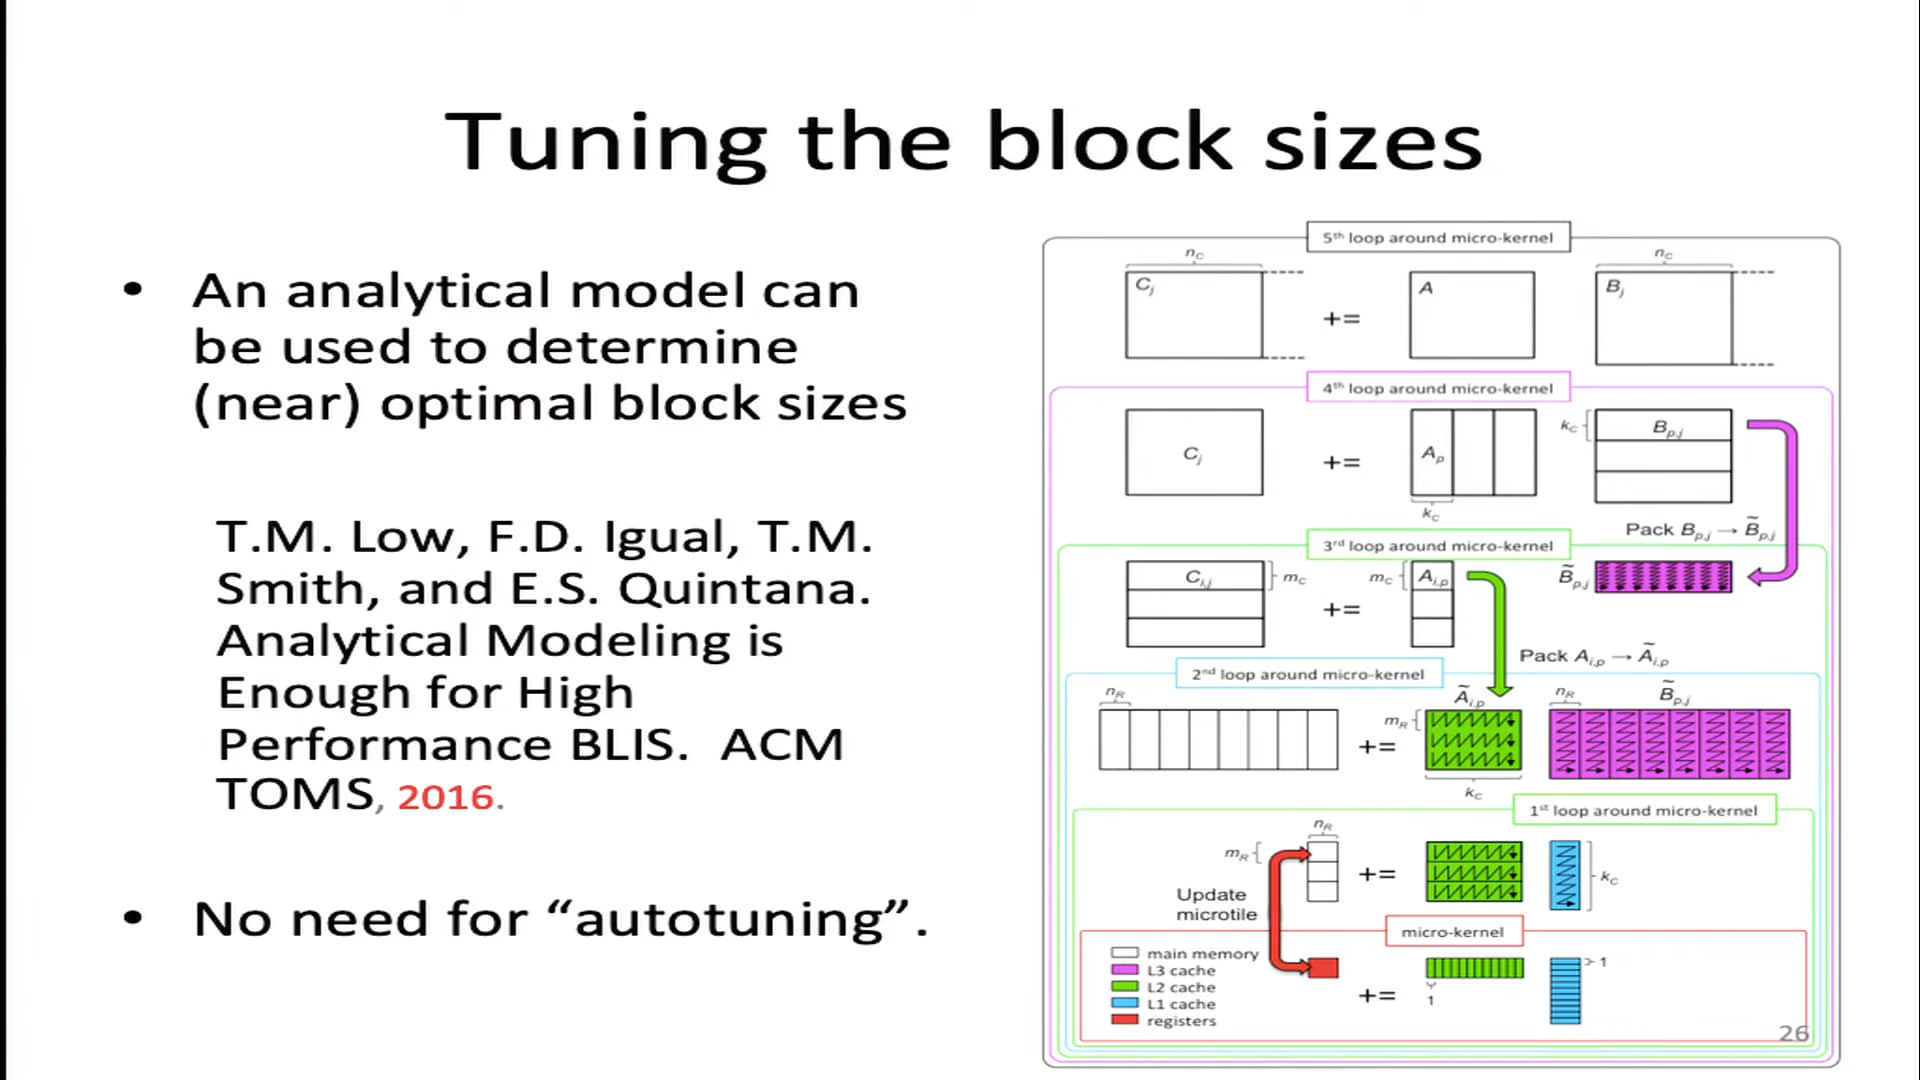 Tuning the block sizes
• An analytical model can
be used to determine
(near) optimal block sizes
T.M. Low, F.D. Igual, T.M.
Smith, and E.S. Quintana.
Analytical Modeling is
Enough for High
Performance BLIS. ACM
TOMS, 2016.
• No need for “autotuning”.
5th loop around micro-kernel
nC nC
Cj += A Bj
4th loop around micro-kernel
Cj += Ap kC Bp,j
kC
Pack Bp,j → B̃p,j
3rd loop around micro-kernel
Ci,j mC += mC Ai,p B̃p,j
Pack Ai,p → Ãi,p
2nd loop around micro-kernel
nR Ãi,p nR B̃p,j
+= mR
kC
1st loop around micro-kernel
nR
mR += kC
Update
microtile
micro-kernel
main memory
L3 cache
L2 cache
L1 cache
registers
+= 1 1
26